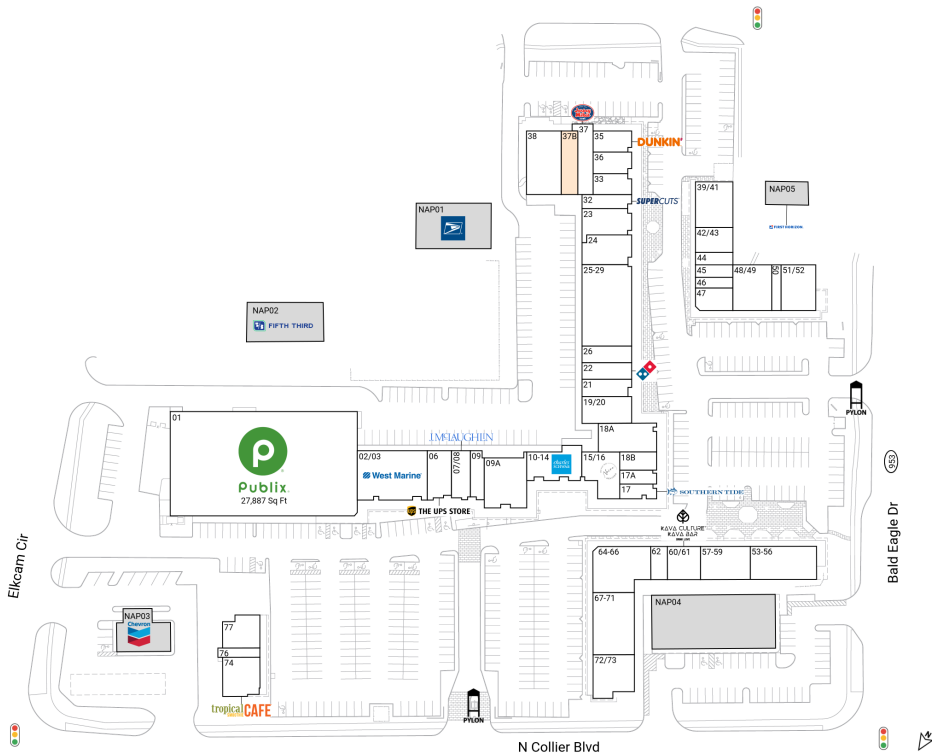 37
38
37B
35
DUNKIN'
36
33
32
SUPERCUTS
23
24
25-29
26
22
21
19/20
18A
NAP01
NAP02
FIFTH THIRD
39/41
42/43
44
45
46
47
48/49
50
51/52
NAP05
FIRST HORIZON
PYLON
953
Bald Eagle Dr
01
Publix
27,887 Sq Ft
J.McLAUGHLIN
02/03
West Marine
06
07/08
09
09A
10-14
charles
SCHWAB
15/16
18B
17A
17
SOUTHERN TIDE
THE UPS STORE
KAVA CULTURE
KAVA BAR
64-66
62
60/61
57-59
53-56
67-71
72/73
NAP04
Elkcam Cir
NAP03
Chevron
77
76
74
tropical
CAFE
PYLON
N Collier Blvd